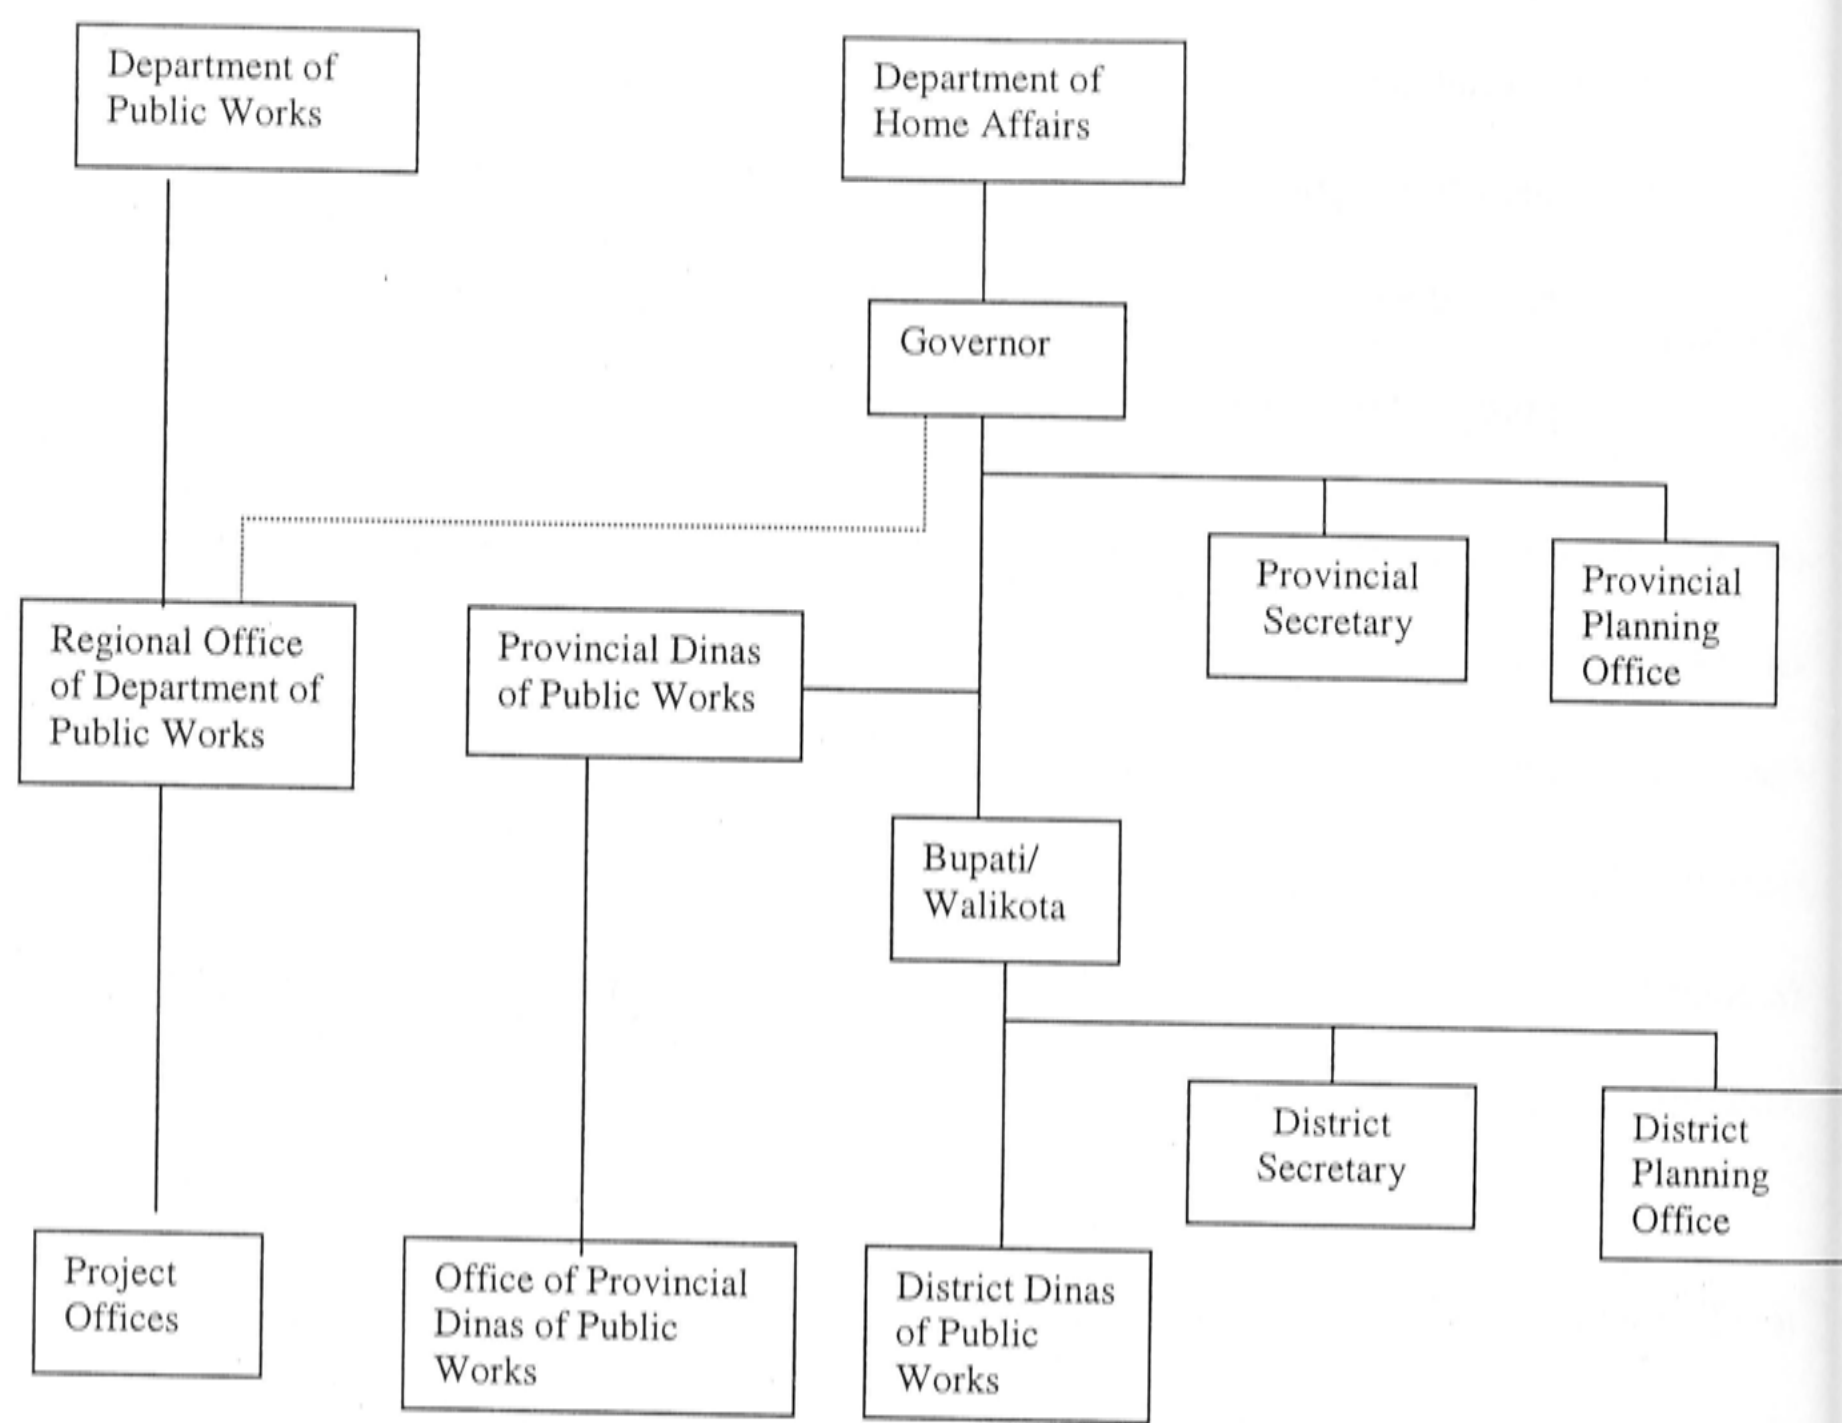 Department of
Public Works
Department of
Home Affairs
Governor
Provincial
Secretary
Provincial
Planning
Office
Regional Office
of Department of
Public Works
Provincial Dinas
of Public Works
Bupati/
Walikota
District
Secretary
District
Planning
Office
Project
Offices
Office of Provincial
Dinas of Public
Works
District Dinas
of Public
Works